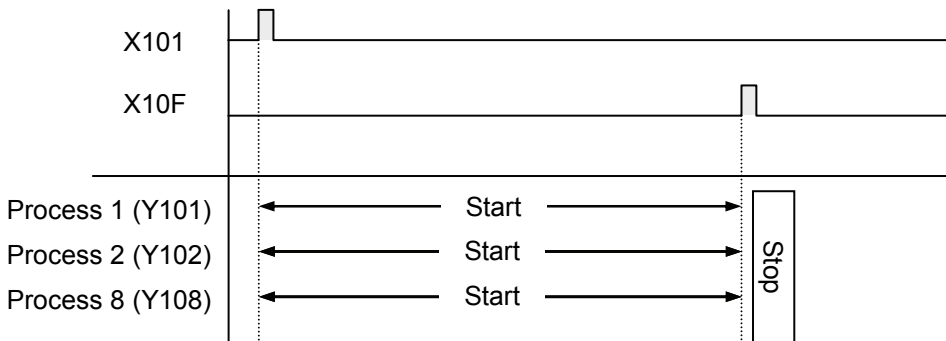 X101
X10F
Process 1 (Y101) Start
Process 2 (Y102) Start
Process 8 (Y108) Start
Stop